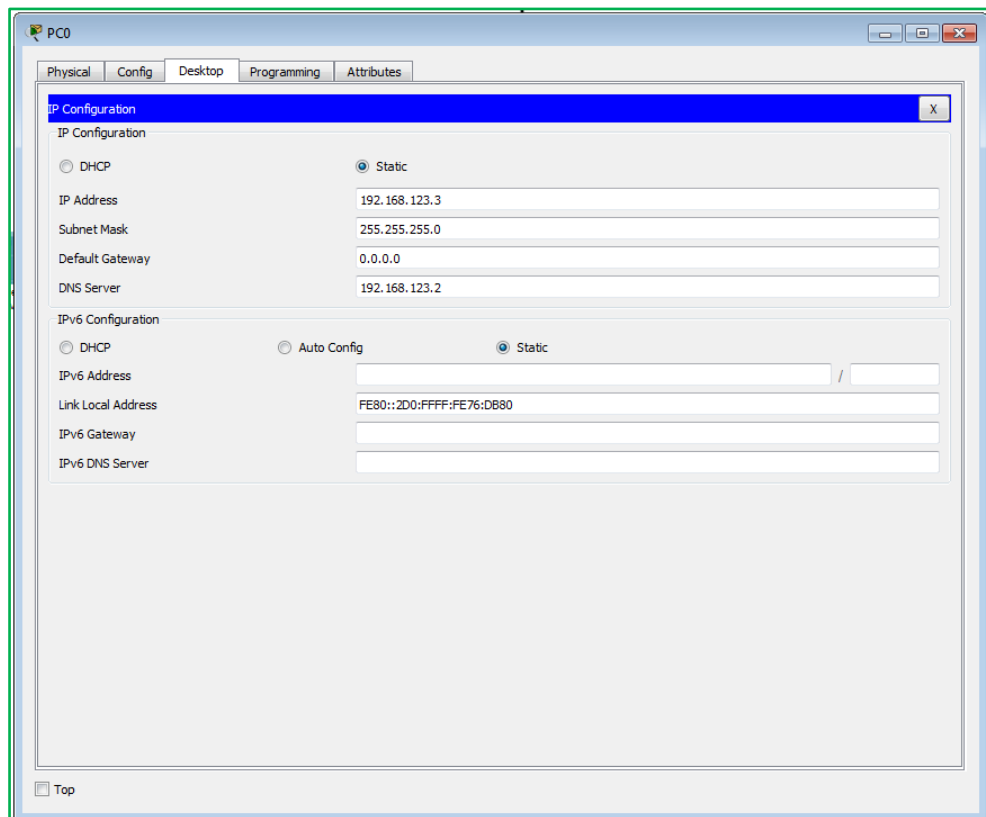 PC0
Physical Config Desktop Programming Attributes
IP Configuration X
IP Configuration
DHCP Static
IP Address 192.168.123.3
Subnet Mask 255.255.255.0
Default Gateway 0.0.0.0
DNS Server 192.168.123.2
IPv6 Configuration
DHCP Auto Config Static
IPv6 Address /
Link Local Address FE80::2D0:FFFF:FE76:DB80
IPv6 Gateway
IPv6 DNS Server
Top